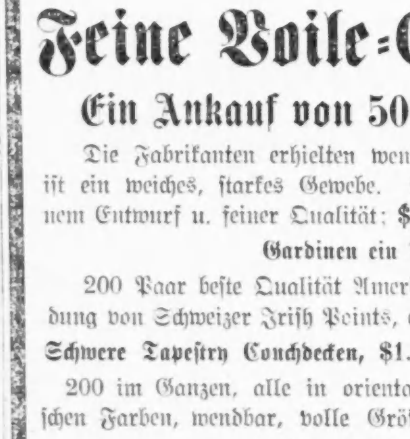 Feine Voile-
Ein Ankauf von 50
Die Fabrikanten erhielten
ist ein weiches, starkes Gewebe.
nem Entwurf u. feiner Qualität: $
Gardinen ein
200 Paar beste Qualität Amer
dung von Schweizer Irish Points,
Schwere Tapestry Couchdecken, $1.
200 im Ganzen, alle in orienta
schen Farben, wendbar, volle Grö